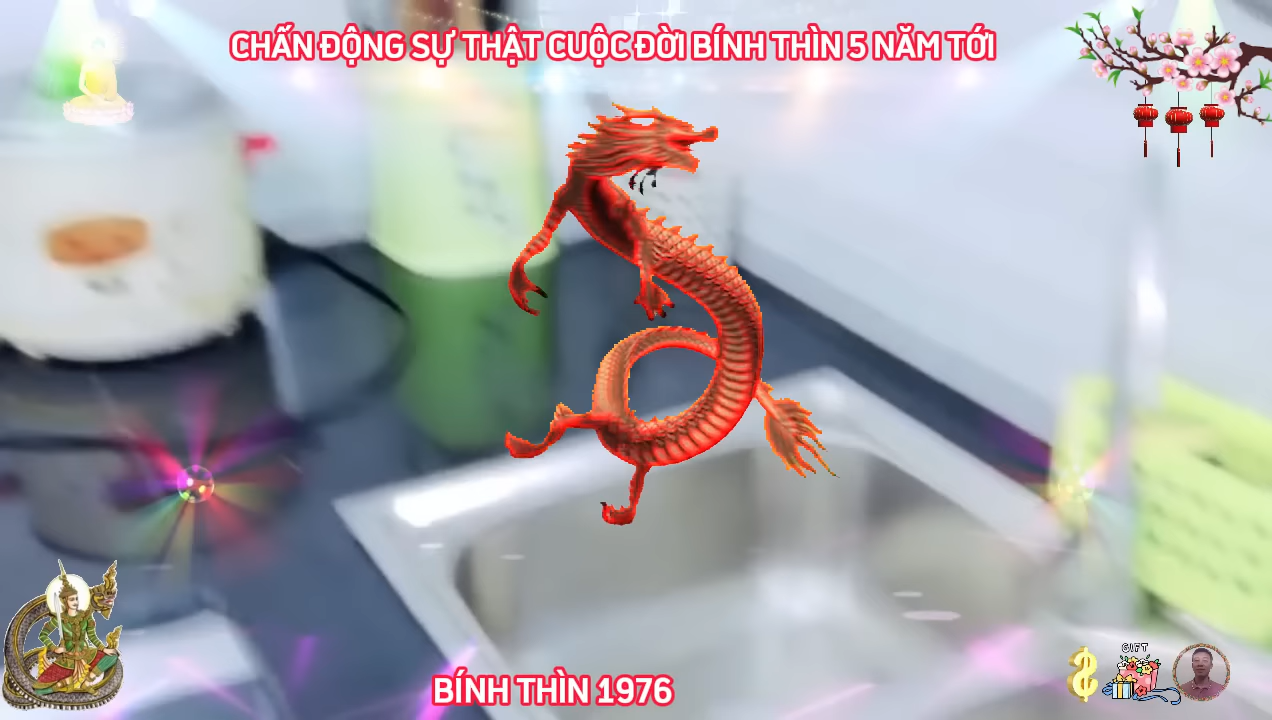 CHẤN ĐỘNG SỰ THẬT CUỘC ĐỜI BÍNH THÌN 5 NĂM TỚI
GIFT
BÍNH THÌN 1976